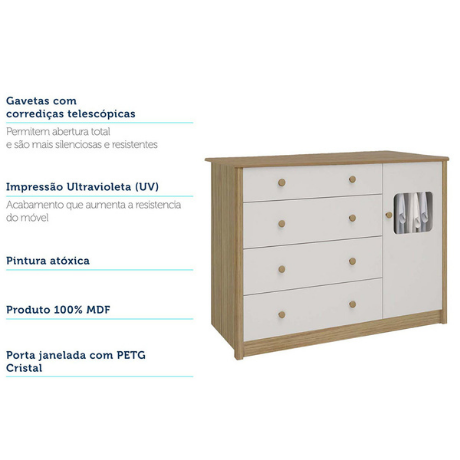 Gavetas com
corrediças telescópicas
Permitem abertura total
e são mais silenciosas e resistentes
Impressão Ultravioleta (UV)
Acabamento que aumenta a resistencia
do móvel
Pintura atóxica
Produto 100% MDF
Porta janelada com PETG
Cristal